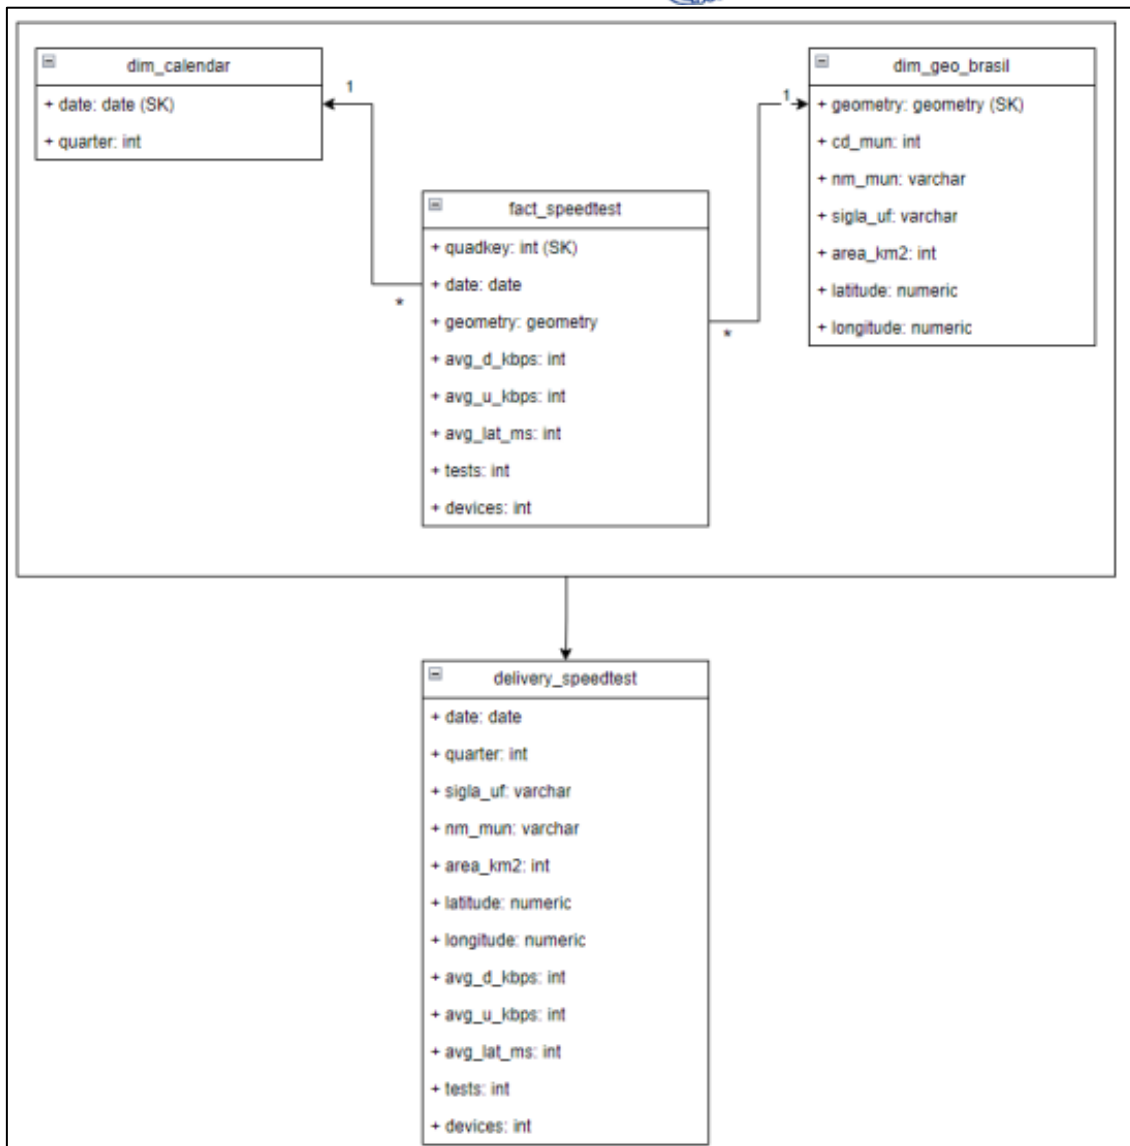 dim_calendar
+ date: date (SK)
+ quarter: int
1
dim_geo_brasil
+ geometry: geometry (SK)
+ cd_mun: int
+ nm_mun: varchar
+ sigla_uf: varchar
+ area_km2: int
+ latitude: numeric
+ longitude: numeric
1
fact_speedtest
+ quadkey: int (SK)
+ date: date
+ geometry: geometry
+ avg_d_kbps: int
+ avg_u_kbps: int
+ avg_lat_ms: int
+ tests: int
+ devices: int
*
*
delivery_speedtest
+ date: date
+ quarter: int
+ sigla_uf: varchar
+ nm_mun: varchar
+ area_km2: int
+ latitude: numeric
+ longitude: numeric
+ avg_d_kbps: int
+ avg_u_kbps: int
+ avg_lat_ms: int
+ tests: int
+ devices: int